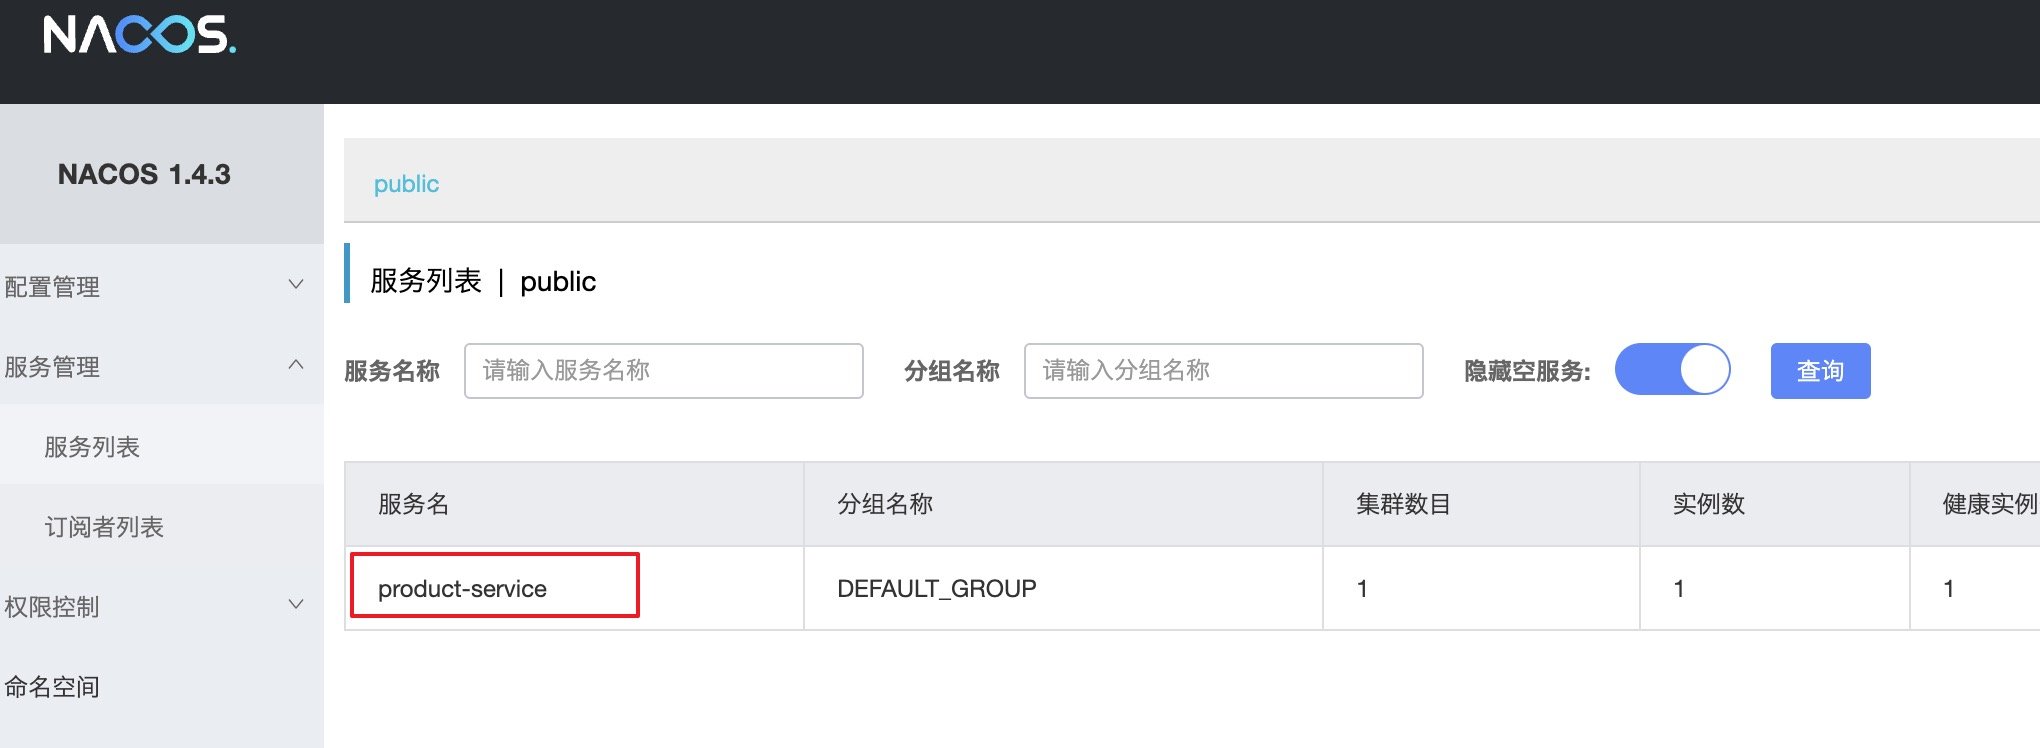 NACOS.
NACOS 1.4.3
配置管理
服务管理
服务列表
订阅者列表
权限控制
命名空间
public
服务列表 | public
服务名称 请输入服务名称 分组名称 请输入分组名称 隐藏空服务: 查询
服务名 分组名称 集群数目 实例数 健康实例
product-service DEFAULT_GROUP 1 1 1